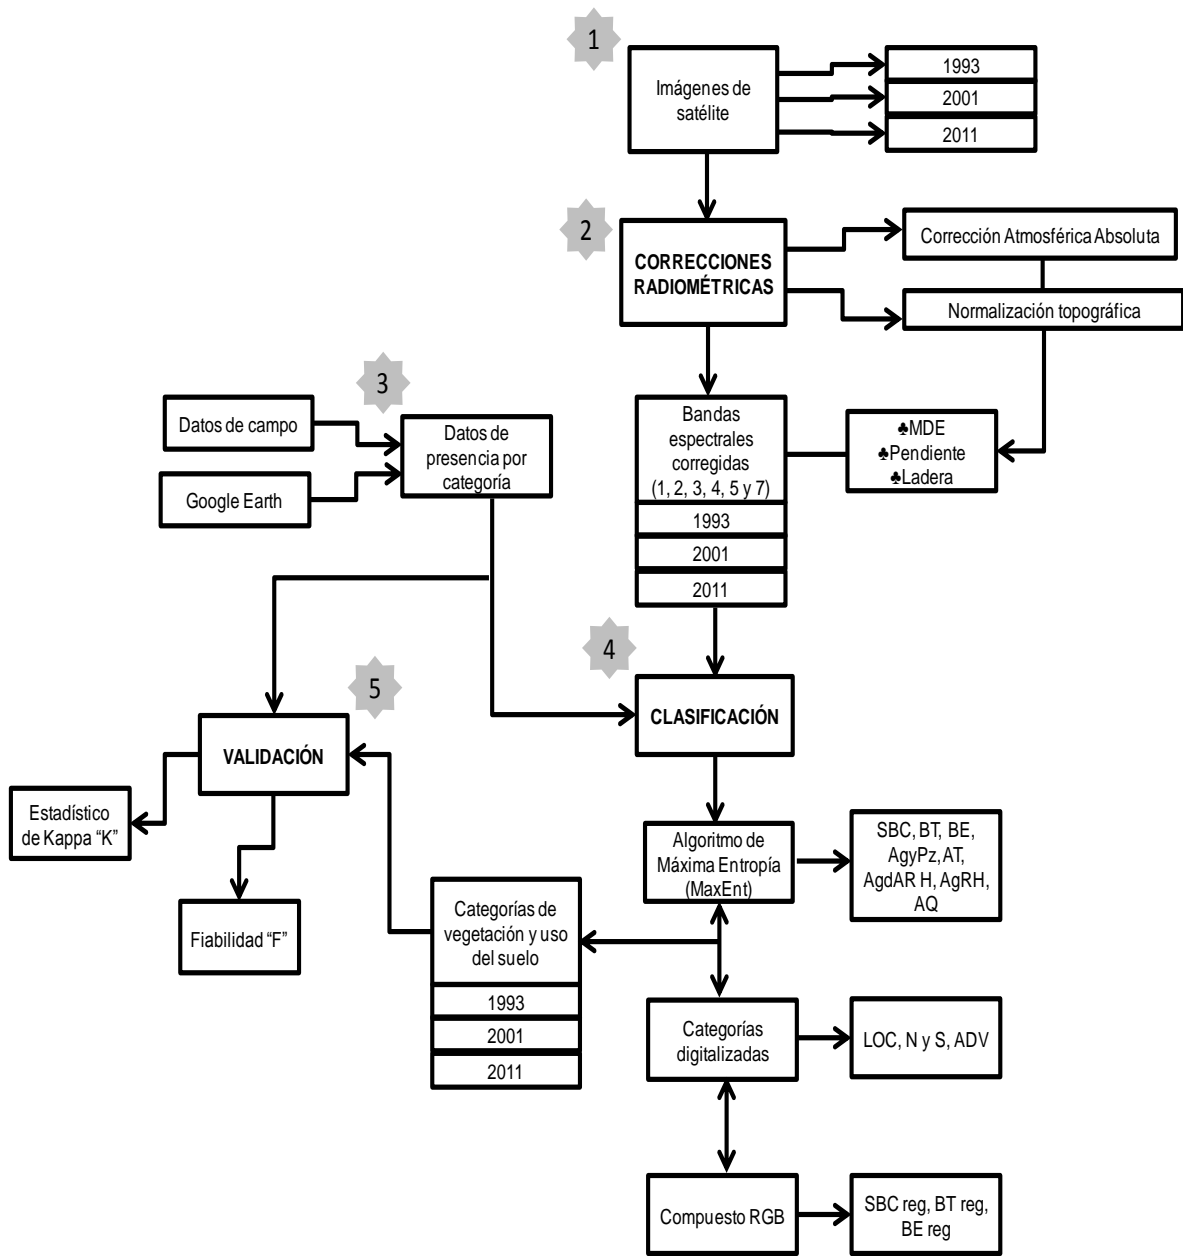 1
Imágenes de
satélite
1993
2001
2011
2
CORRECCIONES
RADIOMÉTRICAS
Corrección Atmosférica Absoluta
Normalización topográfica
3
Datos de campo
Google Earth
Datos de
presencia por
categoría
Bandas
espectrales
corregidas
(1, 2, 3, 4, 5 y 7)
1993
2001
2011
♣MDE
♣Pendiente
♣Ladera
4
CLASIFICACIÓN
5
VALIDACIÓN
Estadístico
de Kappa “K”
Fiabilidad “F”
Algoritmo de
Máxima Entropía
(MaxEnt)
SBC, BT, BE,
AgyPz, AT,
AgdAR H, AgRH,
AQ
Categorías de
vegetación y uso
del suelo
1993
2001
2011
Categorías
digitalizadas
LOC, N y S, ADV
Compuesto RGB
SBC reg, BT reg,
BE reg